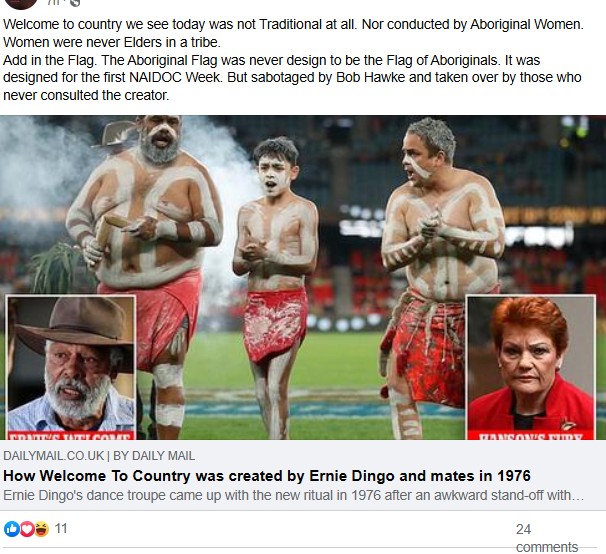 Welcome to country we see today was not Traditional at all. Nor conducted by Aboriginal Women.
Women were never Elders in a tribe.
Add in the Flag. The Aboriginal Flag was never design to be the Flag of Aboriginals. It was
designed for the first NAIDOC Week. But sabotaged by Bob Hawke and taken over by those who
never consulted the creator.
ERNIE'S WELCOME
HANSON'S FURY
DAILYMAIL.CO.UK | BY DAILY MAIL
How Welcome To Country was created by Ernie Dingo and mates in 1976
Ernie Dingo's dance troupe came up with the new ritual in 1976 after an awkward stand-off with…
11
24
comments